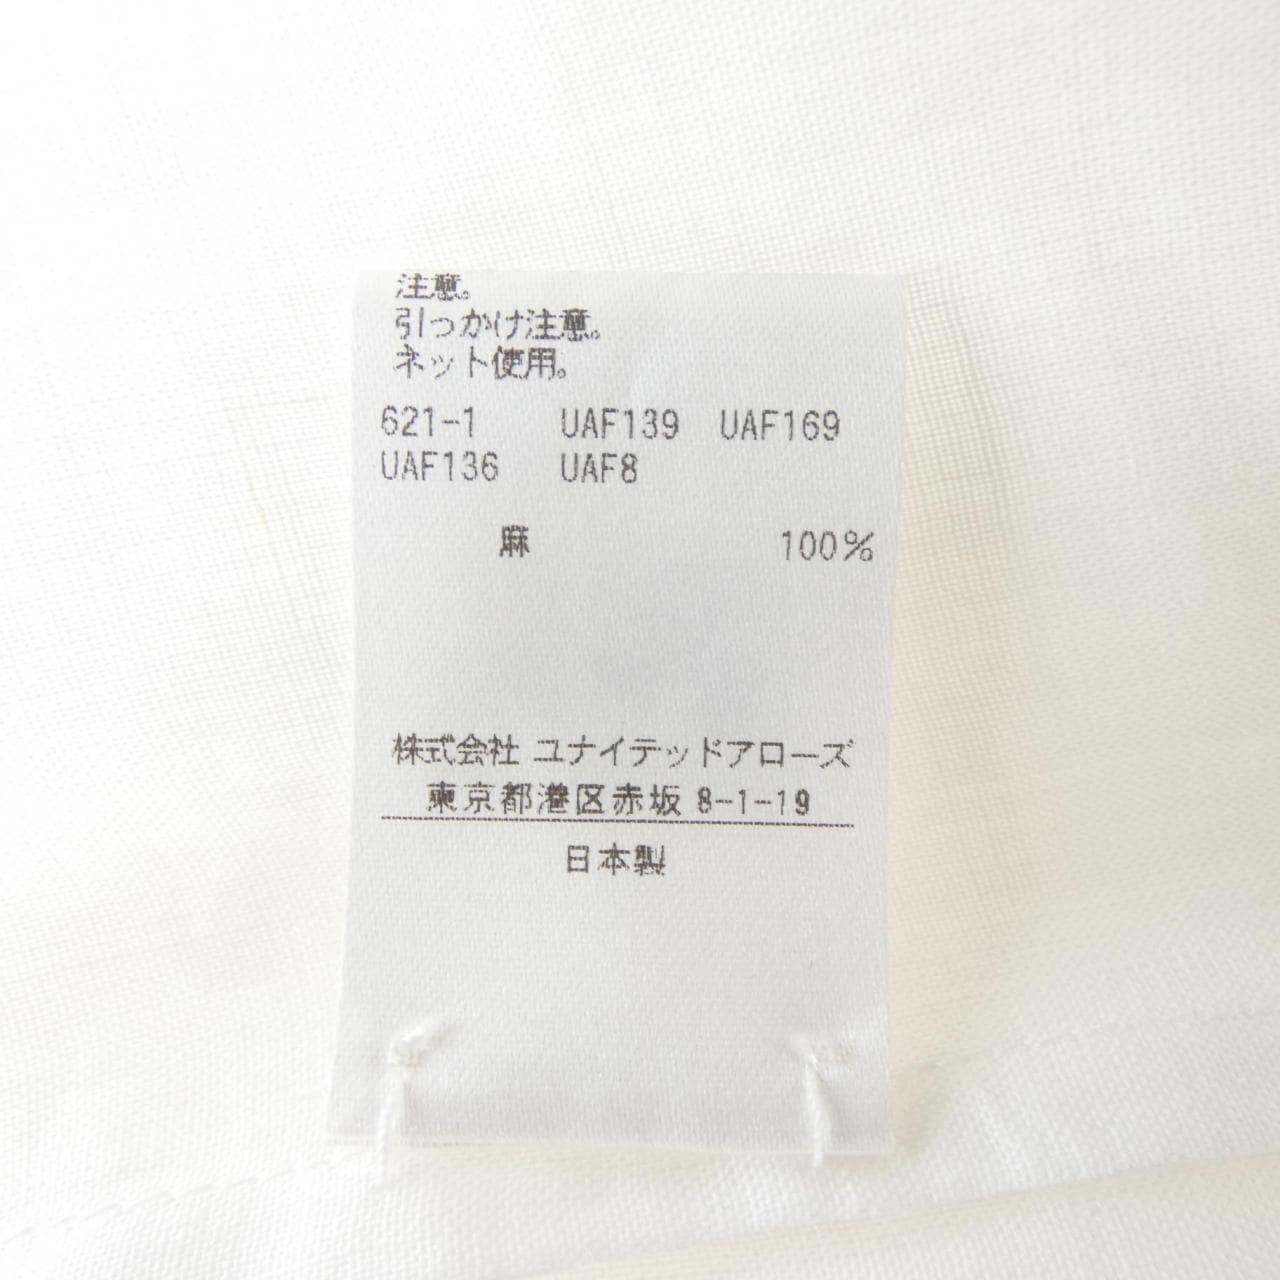 注意。
引っかけ注意。
ネット使用。
621-1 UAF139 UAF169
UAF136 UAF8
麻 100%
株式会社 ユナイテッドアローズ
東京都港区赤坂 8-1-19
日本製